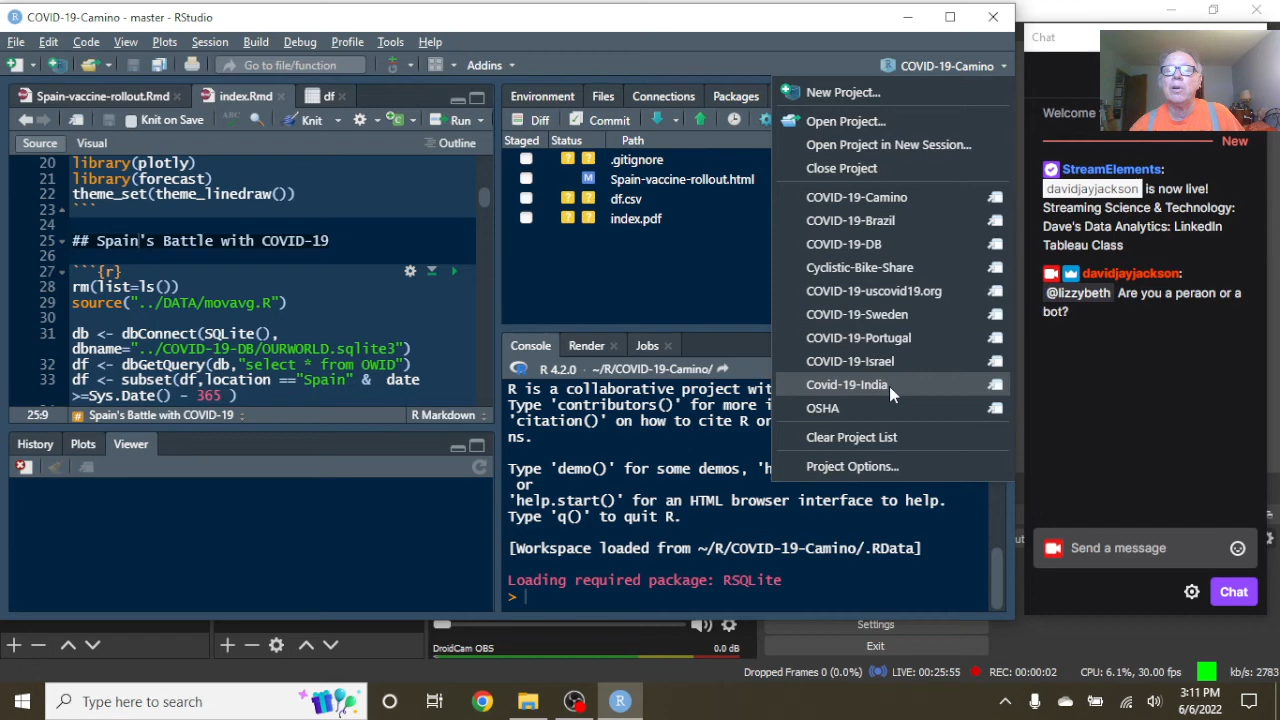 COVID-19-Camino - master - RStudio
File Edit Code View Plots Session Build Debug Profile Tools Help
Go to file/function
Addins
COVID-19-Camino
Spain-vaccine-rollout.Rmd
index.Rmd
df
Knit on Save
Knit
Run
Source
Visual
Outline
20 library(plotly)
21 library(forecast)
22 theme_set(theme_linedraw())
23 ```
24
25 ## Spain's Battle with COVID-19
26
27 ```{r}
28 rm(list=ls())
29 source("../DATA/movavg.R")
30
31 db <- dbConnect(SQLite(),
dbname="../COVID-19-DB/OURWORLD.sqlite3")
32 df <- dbGetQuery(db,"select * from OWID")
33 df <- subset(df,location =="Spain" & date
>=Sys.Date() - 365 )
25:9
Spain's Battle with COVID-19
R Markdown
History
Plots
Viewer
Environment
Files
Connections
Packages
Diff
Commit
Staged Status Path
? ? .gitignore
M Spain-vaccine-rollout.html
? ? df.csv
? ? index.pdf
Console
Render
Jobs
R 4.2.0 · ~/R/COVID-19-Camino/
R is a collaborative project wit
Type 'contributors()' for more i
'citation()' on how to cite R or
ns.
Type 'demo()' for some demos, 'h
or
'help.start()' for an HTML browser interface to help.
Type 'q()' to quit R.
[Workspace loaded from ~/R/COVID-19-Camino/.RData]
Loading required package: RSQLite
>
New Project...
Open Project...
Open Project in New Session...
Close Project
COVID-19-Camino
COVID-19-Brazil
COVID-19-DB
Cyclistic-Bike-Share
COVID-19-uscovid19.org
COVID-19-Sweden
COVID-19-Portugal
COVID-19-Israel
Covid-19-India
OSHA
Clear Project List
Project Options...
Chat
Welcome
New
StreamElements:
davidjayjackson is now live!
Streaming Science & Technology:
Dave's Data Analytics: LinkedIn
Tableau Class
davidjayjackson:
@lizzybeth Are you a peraon or a
bot?
Send a message
Chat
DroidCam OBS
0.0 dB
Settings
Exit
Dropped Frames 0 (0.0%)
LIVE: 00:25:55
REC: 00:00:02
CPU: 6.1%, 30.00 fps
kb/s: 2783
Type here to search
3:11 PM
6/6/2022